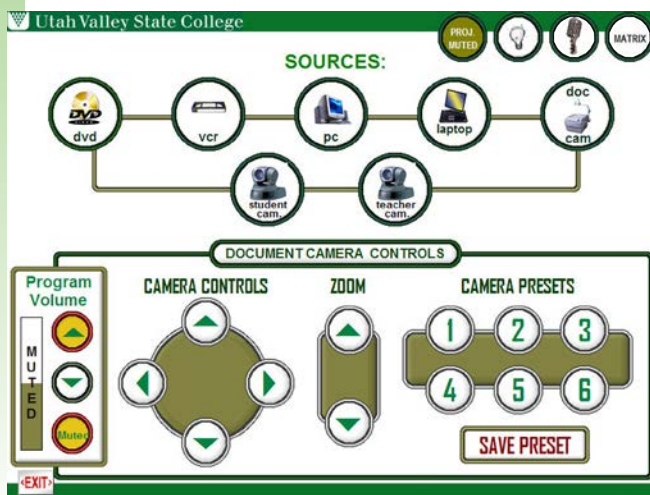 Utah Valley State College
PROJ.
MUTED
MATRIX
SOURCES:
DVD
VIDEO
dvd
vcr
pc
laptop
doc
cam
student
cam.
teacher
cam.
DOCUMENT CAMERA CONTROLS
Program
Volume
MUTED
Muted
CAMERA CONTROLS
ZOOM
CAMERA PRESETS
1 2 3
4 5 6
SAVE PRESET
‹EXIT›